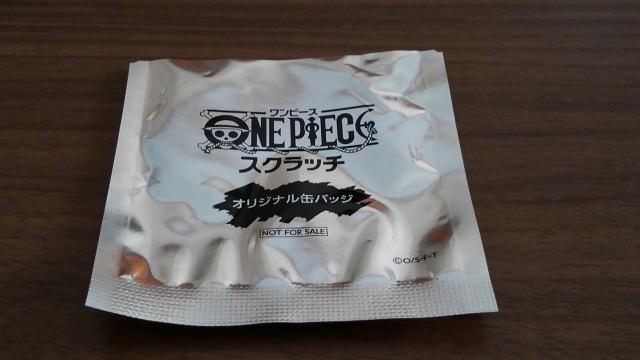 ワンピース
ONE PIECE
スクラッチ
オリジナル缶バッジ
NOT FOR SALE
©O/S・F・T